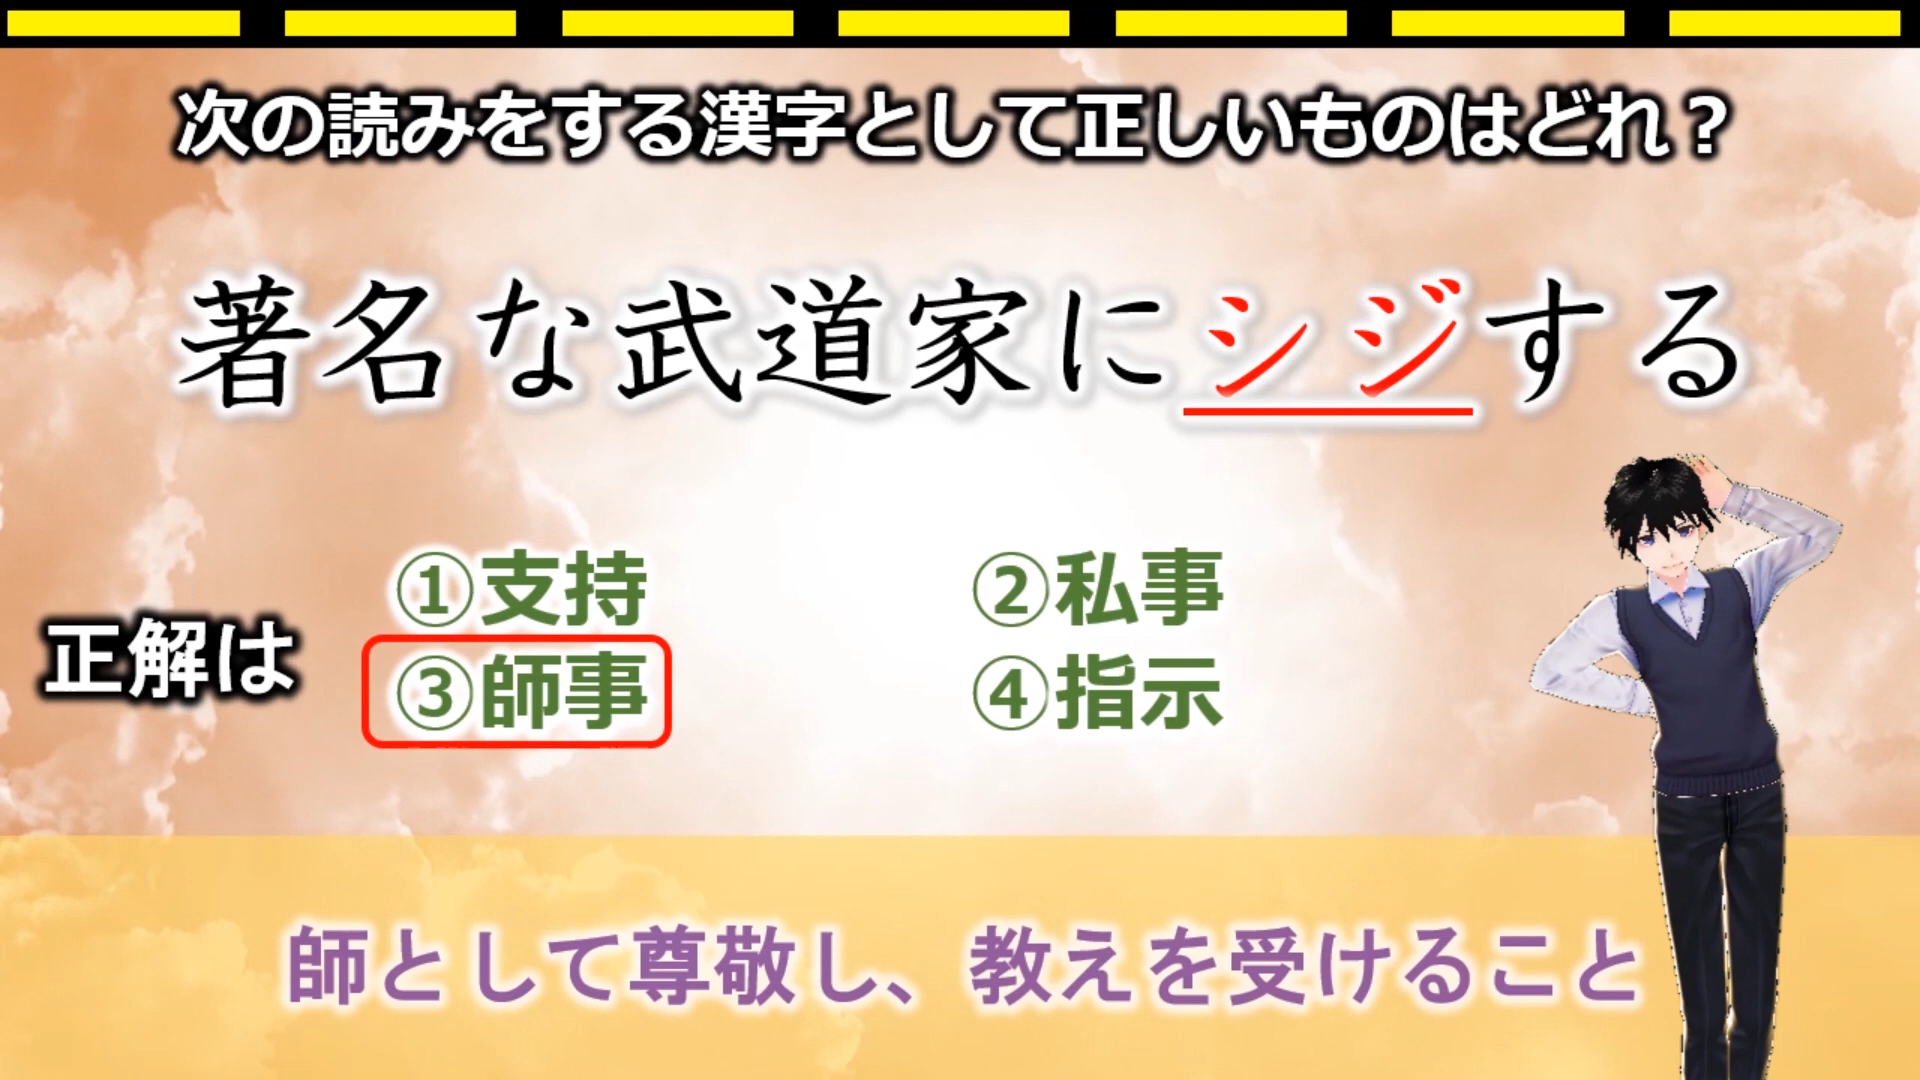 次の読みをする漢字として正しいものはどれ？
著名な武道家にシジする
①支持 ②私事
正解は ③師事 ④指示
師として尊敬し、教えを受けること